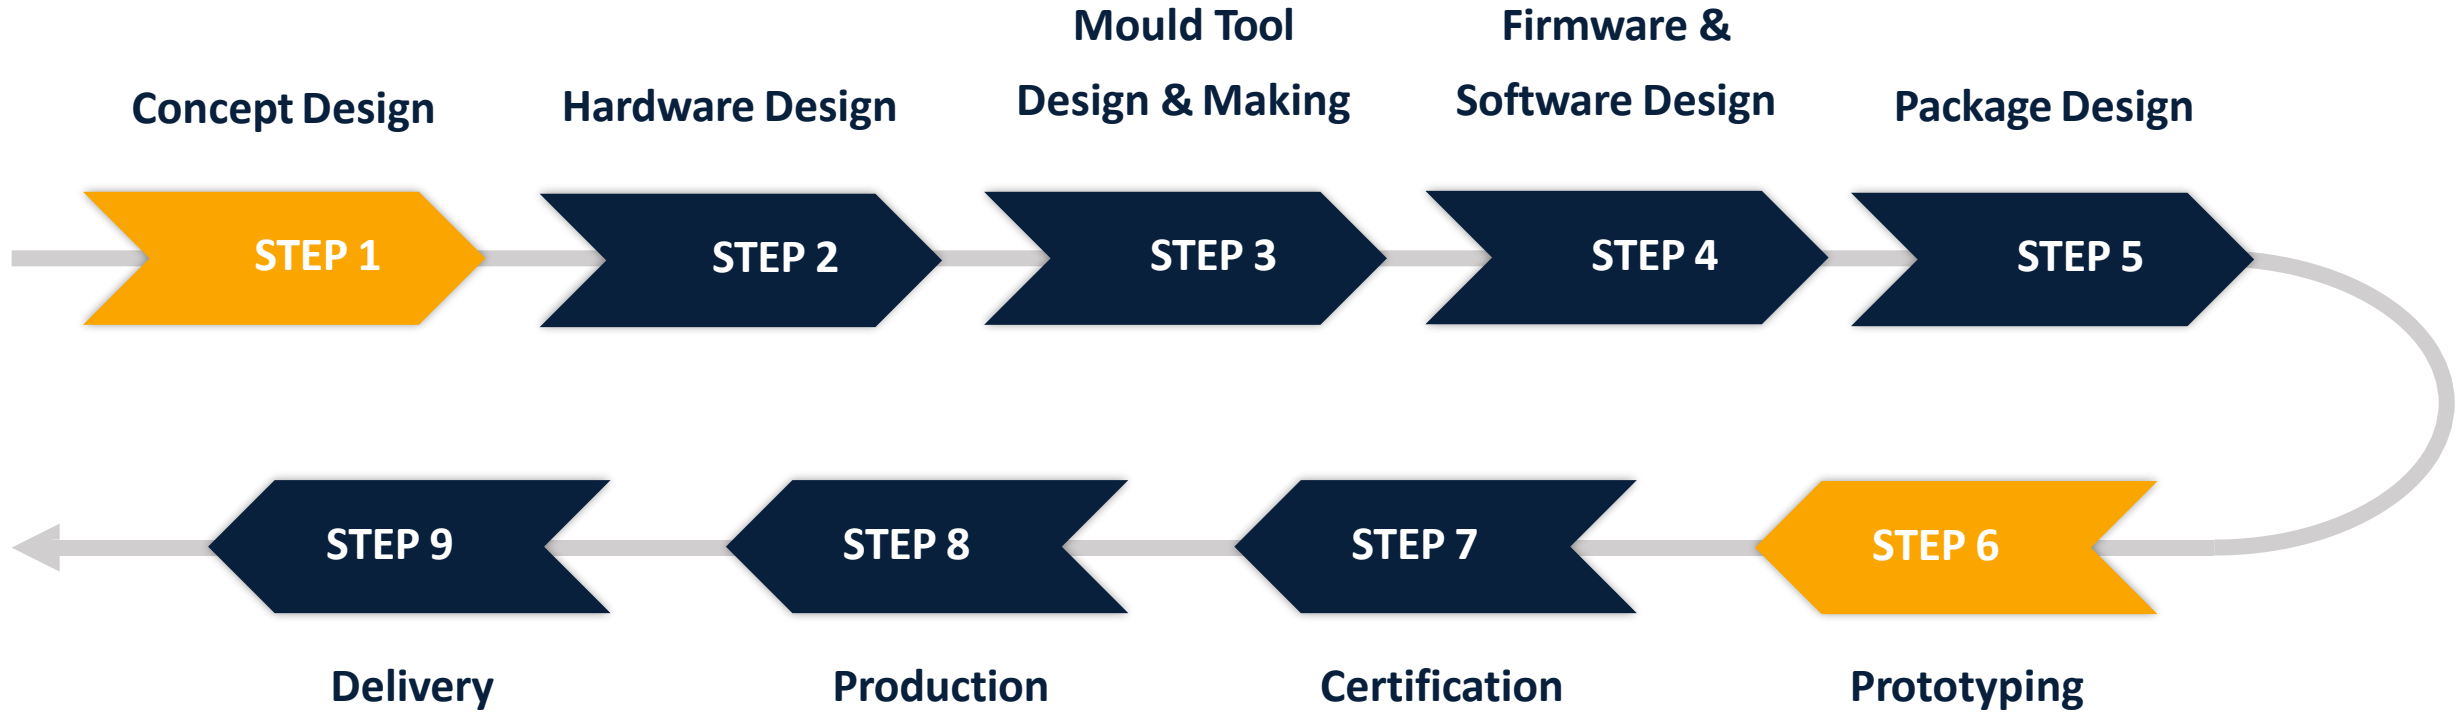 Concept Design
Hardware Design
Mould Tool
Design & Making
Firmware &
Software Design
Package Design
STEP 1
STEP 2
STEP 3
STEP 4
STEP 5
STEP 6
STEP 7
STEP 8
STEP 9
Prototyping
Certification
Production
Delivery